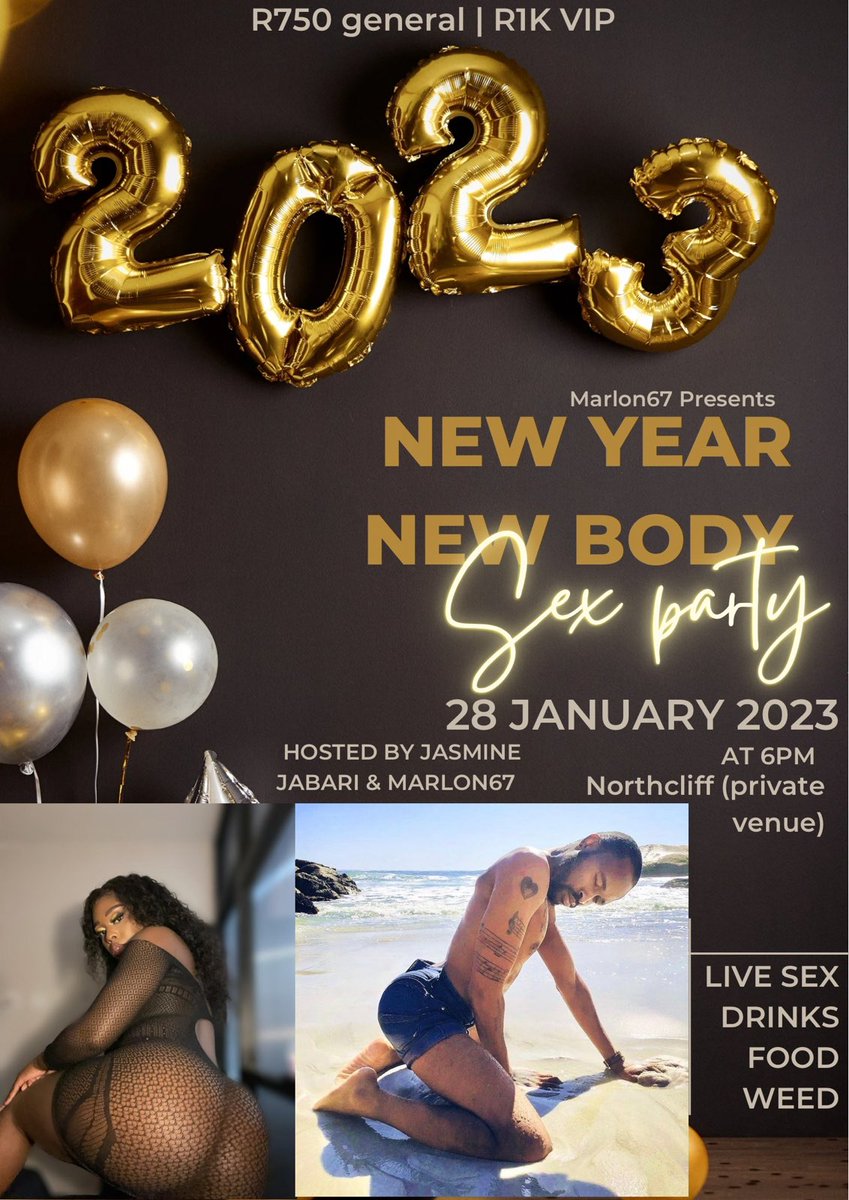 R750 general | R1K VIP
2023
Marlon67 Presents
NEW YEAR
NEW BODY
Sex party
28 JANUARY 2023
HOSTED BY JASMINE
JABARI & MARLON67
AT 6PM
Northcliff (private
venue)
LIVE SEX
DRINKS
FOOD
WEED